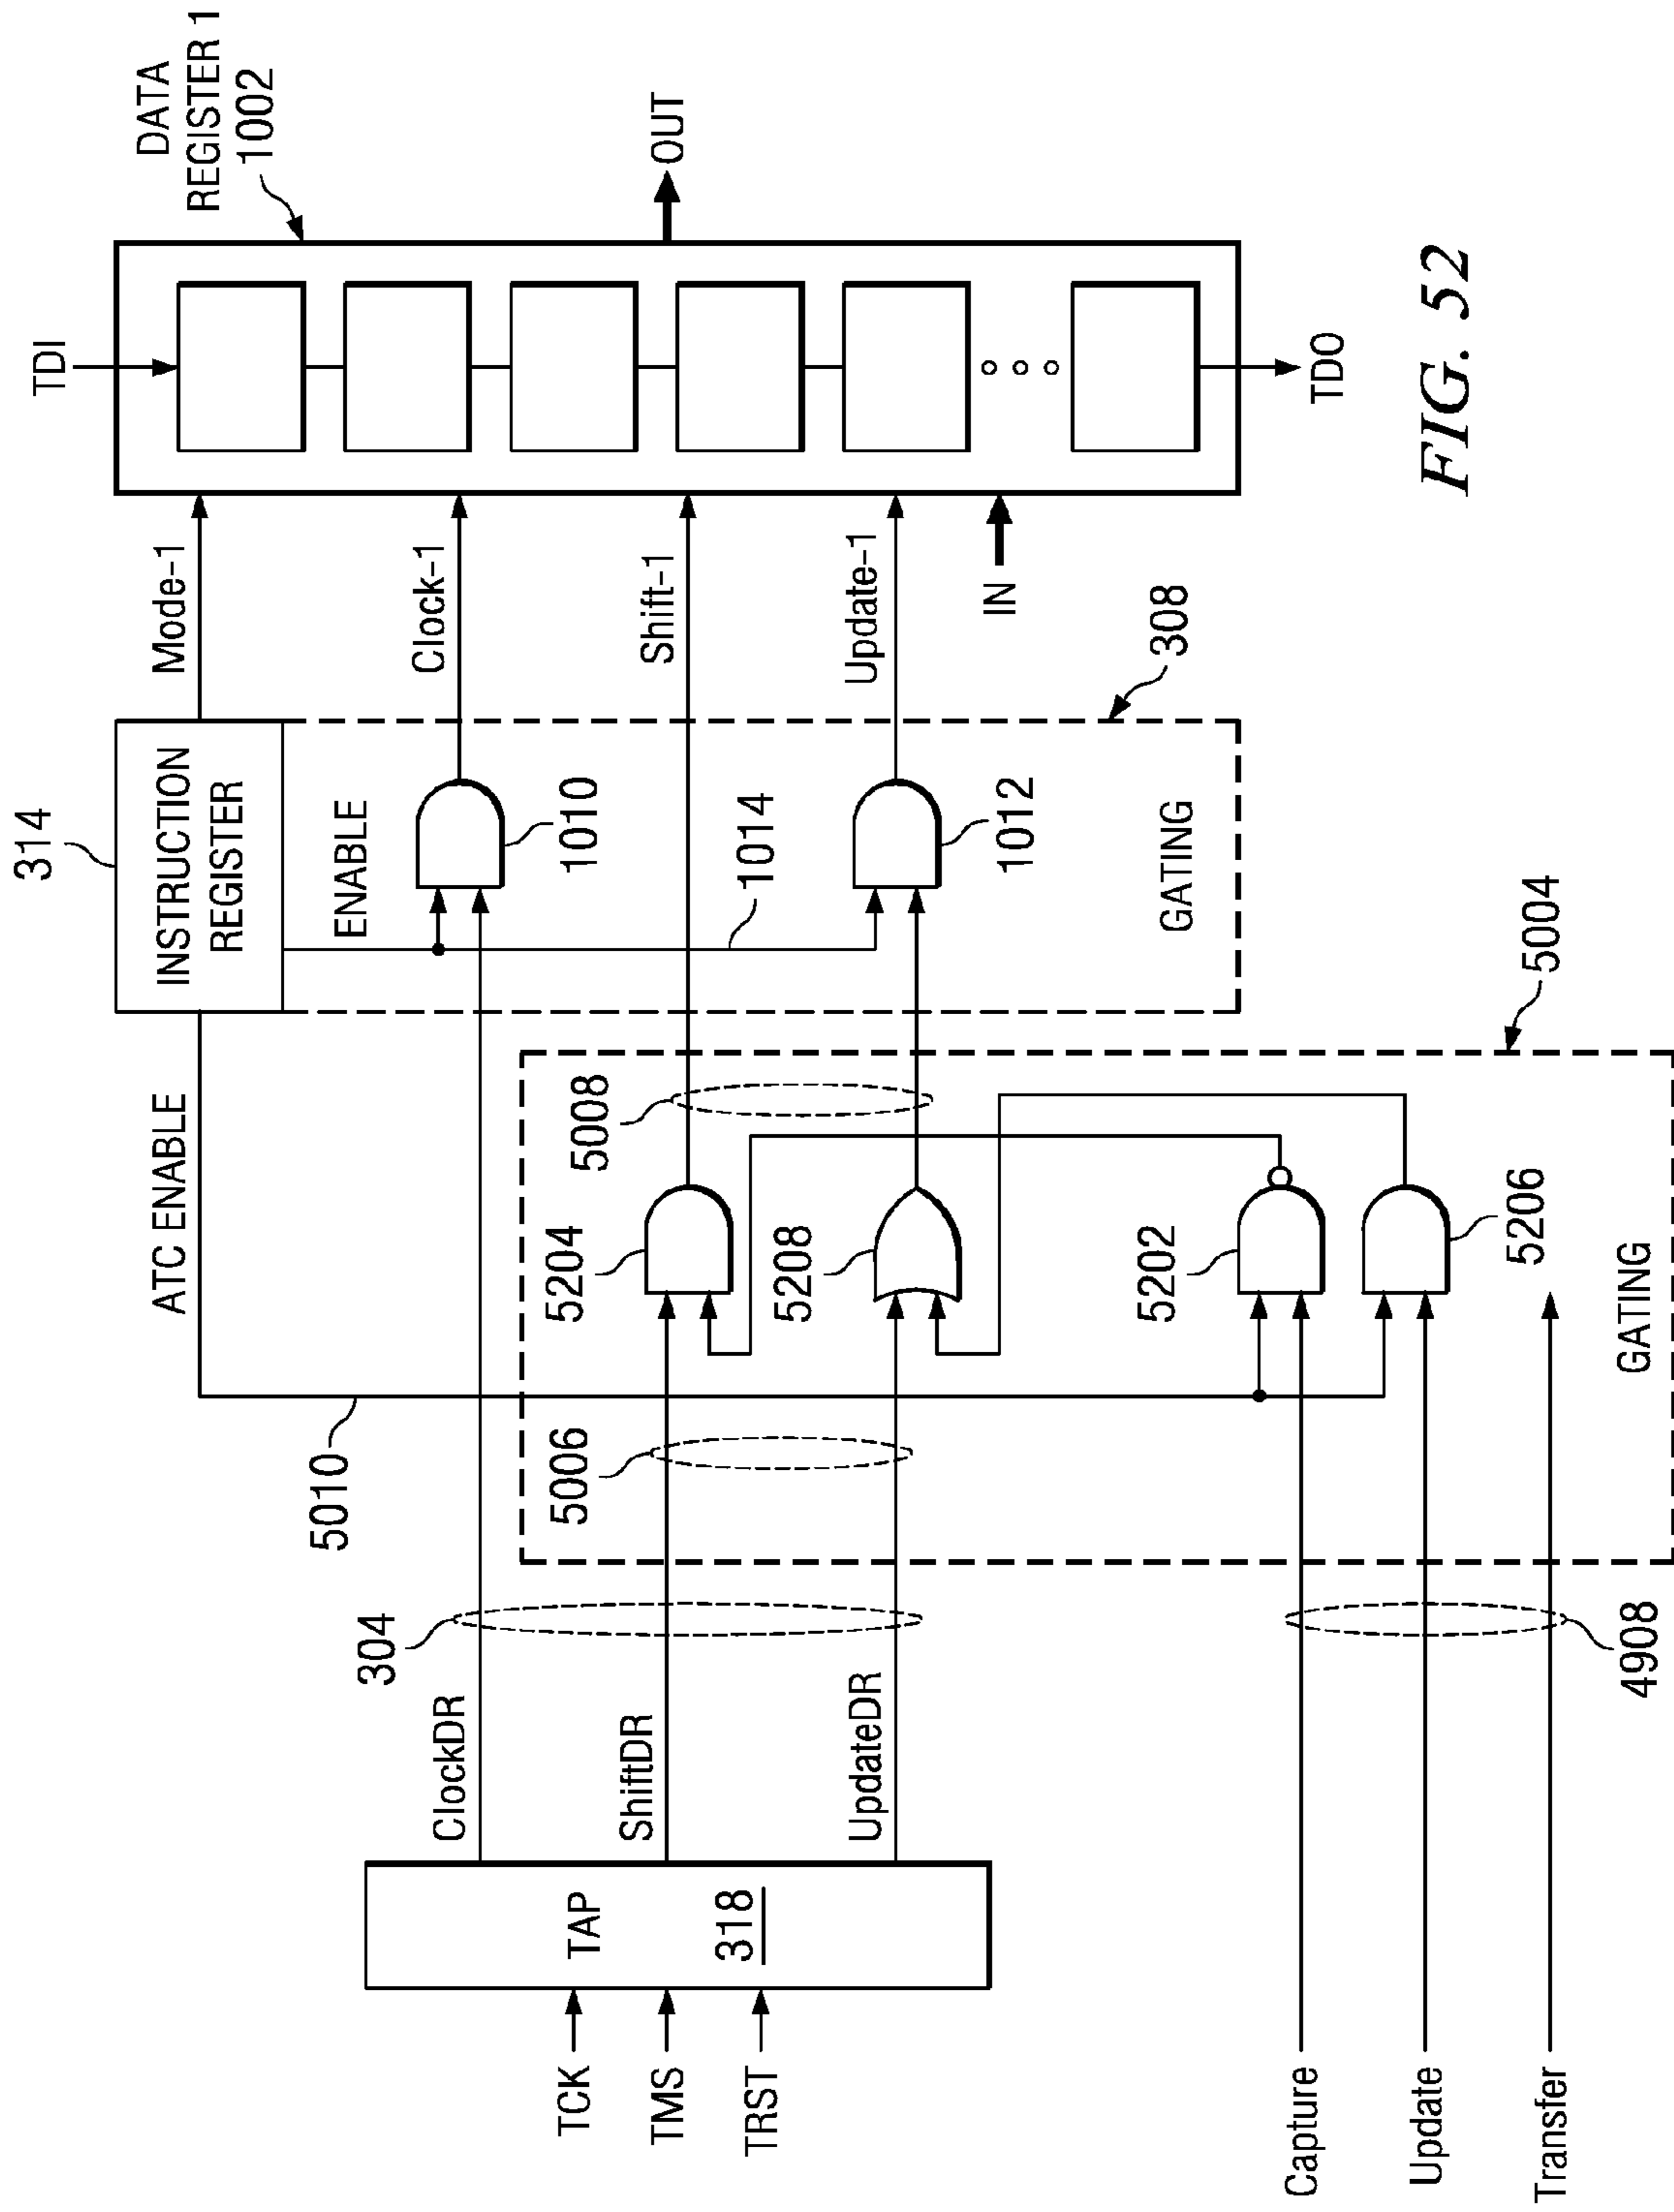 314
INSTRUCTION
REGISTER
ATC ENABLE
5010
ENABLE
1010
1014
1012
GATING
308
Mode-1
Clock-1
Shift-1
Update-1
IN
TDI
DATA
REGISTER 1
1002
OUT
TDO
TCK
TMS
TRST
TAP
318
ClockDR
ShiftDR
UpdateDR
304
5006
5204
5208
5008
5202
5206
GATING
5004
Capture
Update
Transfer
4908
FIG. 52